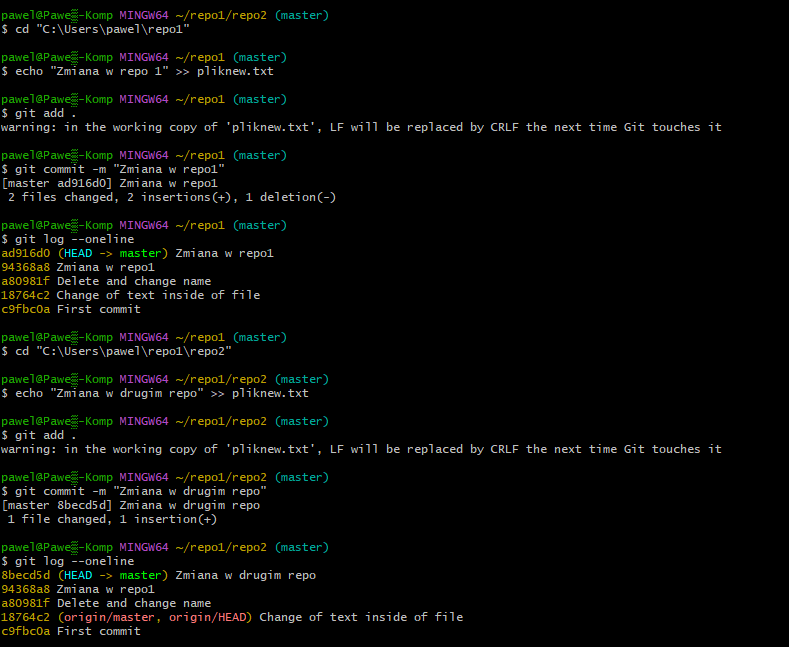 pawel@Pawe▒-Komp MINGW64 ~/repo1/repo2 (master)
$ cd "C:\Users\pawel\repo1"
pawel@Pawe▒-Komp MINGW64 ~/repo1 (master)
$ echo "Zmiana w repo 1" >> pliknew.txt
pawel@Pawe▒-Komp MINGW64 ~/repo1 (master)
$ git add .
warning: in the working copy of 'pliknew.txt', LF will be replaced by CRLF the next time Git touches it
pawel@Pawe▒-Komp MINGW64 ~/repo1 (master)
$ git commit -m "Zmiana w repo1"
[master ad916d0] Zmiana w repo1
 2 files changed, 2 insertions(+), 1 deletion(-)
pawel@Pawe▒-Komp MINGW64 ~/repo1 (master)
$ git log --oneline
ad916d0 (HEAD -> master) Zmiana w repo1
94368a8 Zmiana w repo1
a80981f Delete and change name
18764c2 Change of text inside of file
c9fbc0a First commit
pawel@Pawe▒-Komp MINGW64 ~/repo1 (master)
$ cd "C:\Users\pawel\repo1\repo2"
pawel@Pawe▒-Komp MINGW64 ~/repo1/repo2 (master)
$ echo "Zmiana w drugim repo" >> pliknew.txt
pawel@Pawe▒-Komp MINGW64 ~/repo1/repo2 (master)
$ git add .
warning: in the working copy of 'pliknew.txt', LF will be replaced by CRLF the next time Git touches it
pawel@Pawe▒-Komp MINGW64 ~/repo1/repo2 (master)
$ git commit -m "Zmiana w drugim repo"
[master 8becd5d] Zmiana w drugim repo
 1 file changed, 1 insertion(+)
pawel@Pawe▒-Komp MINGW64 ~/repo1/repo2 (master)
$ git log --oneline
8becd5d (HEAD -> master) Zmiana w drugim repo
94368a8 Zmiana w repo1
a80981f Delete and change name
18764c2 (origin/master, origin/HEAD) Change of text inside of file
c9fbc0a First commit